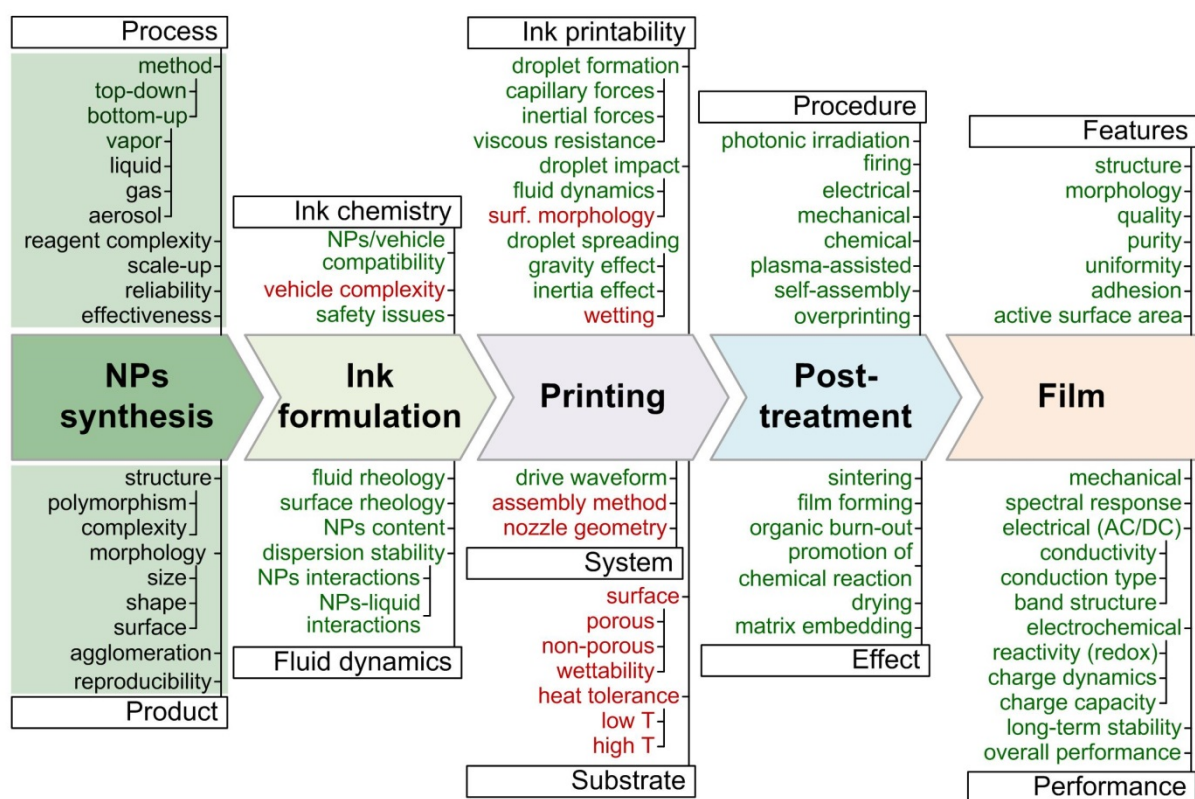 Process
method
top-down
bottom-up
vapor
liquid
gas
aerosol
reagent complexity
scale-up
reliability
effectiveness
NPs
synthesis
structure
polymorphism
complexity
morphology
size
shape
surface
agglomeration
reproducibility
Product
Ink chemistry
NPs/vehicle
compatibility
vehicle complexity
safety issues
Ink
formulation
fluid rheology
surface rheology
NPs content
dispersion stability
NPs interactions
NPs-liquid
interactions
Fluid dynamics
Ink printability
droplet formation
capillary forces
inertial forces
viscous resistance
droplet impact
fluid dynamics
surf. morphology
droplet spreading
gravity effect
inertia effect
wetting
Printing
drive waveform
assembly method
nozzle geometry
System
surface
porous
non-porous
wettability
heat tolerance
low T
high T
Substrate
Procedure
photonic irradiation
firing
electrical
mechanical
chemical
plasma-assisted
self-assembly
overprinting
Post-
treatment
sintering
film forming
organic burn-out
promotion of
chemical reaction
drying
matrix embedding
Effect
Features
structure
morphology
quality
purity
uniformity
adhesion
active surface area
Film
mechanical
spectral response
electrical (AC/DC)
conductivity
conduction type
band structure
electrochemical
reactivity (redox)
charge dynamics
charge capacity
long-term stability
overall performance
Performance